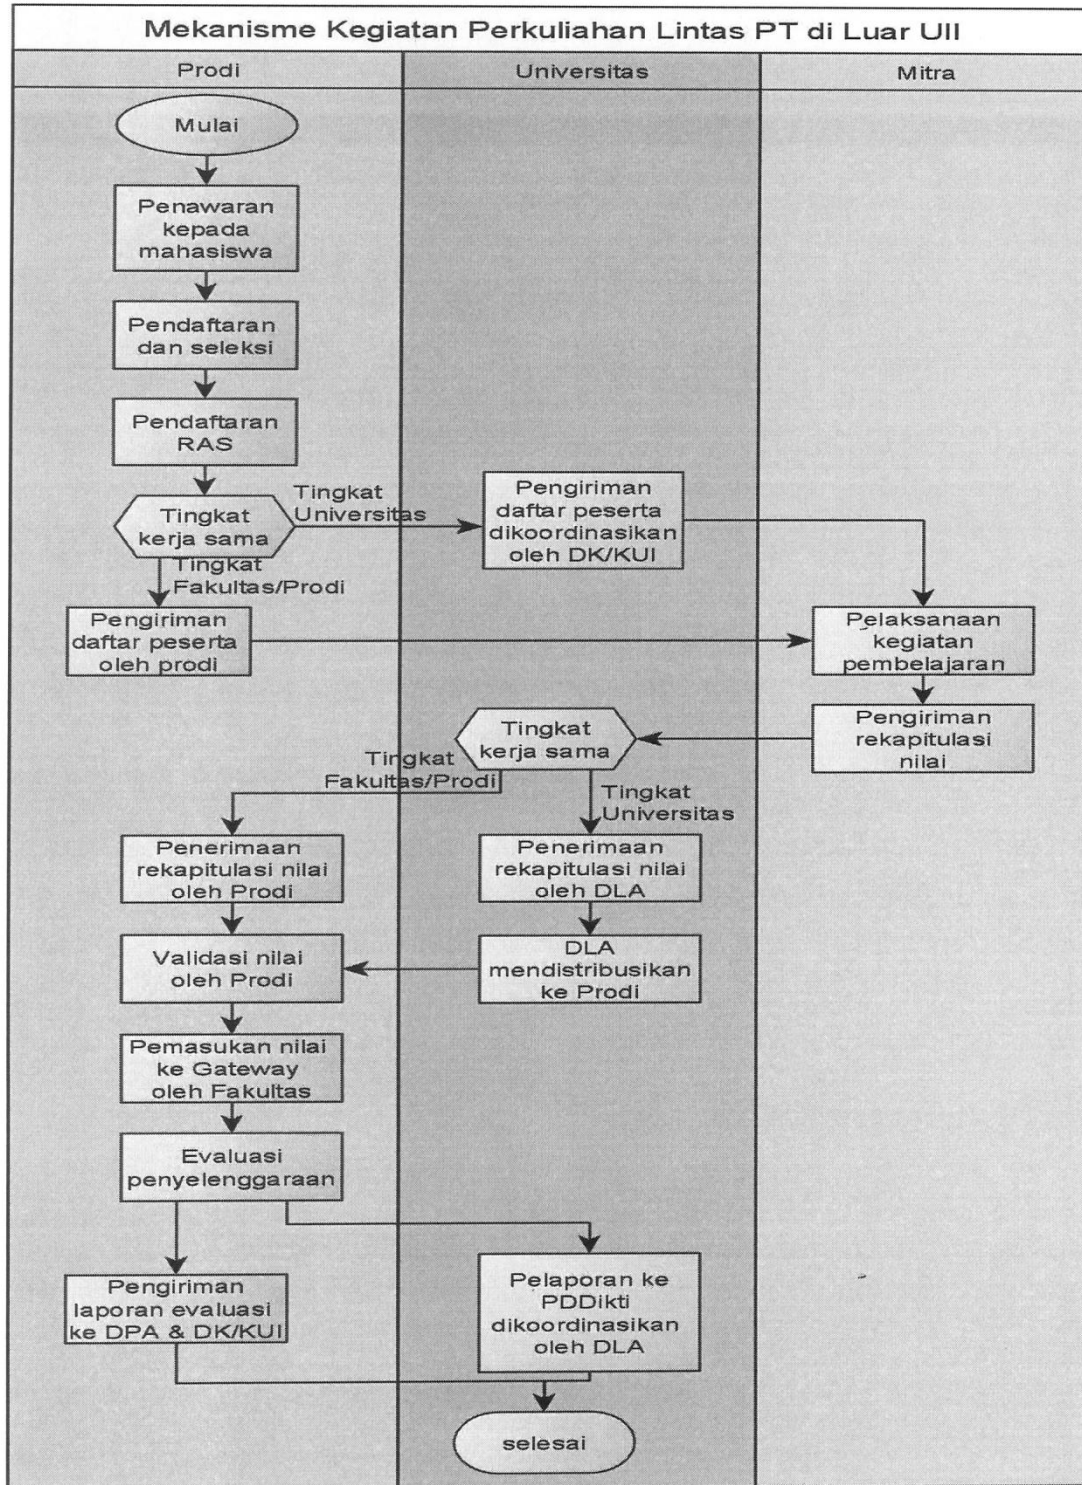 Mekanisme Kegiatan Perkuliahan Lintas PT di Luar UII
Prodi
Universitas
Mitra
Mulai
Penawaran
kepada
mahasiswa
Pendaftaran
dan seleksi
Pendaftaran
RAS
Tingkat
kerja sama
Tingkat
Universitas
Pengiriman
daftar peserta
dikoordinasikan
oleh DK/KUI
Tingkat
Fakultas/Prodi
Pengiriman
daftar peserta
oleh prodi
Pelaksanaan
kegiatan
pembelajaran
Pengiriman
rekapitulasi
nilai
Tingkat
kerja sama
Tingkat
Fakultas/Prodi
Tingkat
Universitas
Penerimaan
rekapitulasi nilai
oleh Prodi
Penerimaan
rekapitulasi nilai
oleh DLA
Validasi nilai
oleh Prodi
DLA
mendistribusikan
ke Prodi
Pemasukan nilai
ke Gateway
oleh Fakultas
Evaluasi
penyelenggaraan
Pengiriman
laporan evaluasi
ke DPA & DK/KUI
Pelaporan ke
PDDikti
dikoordinasikan
oleh DLA
selesai